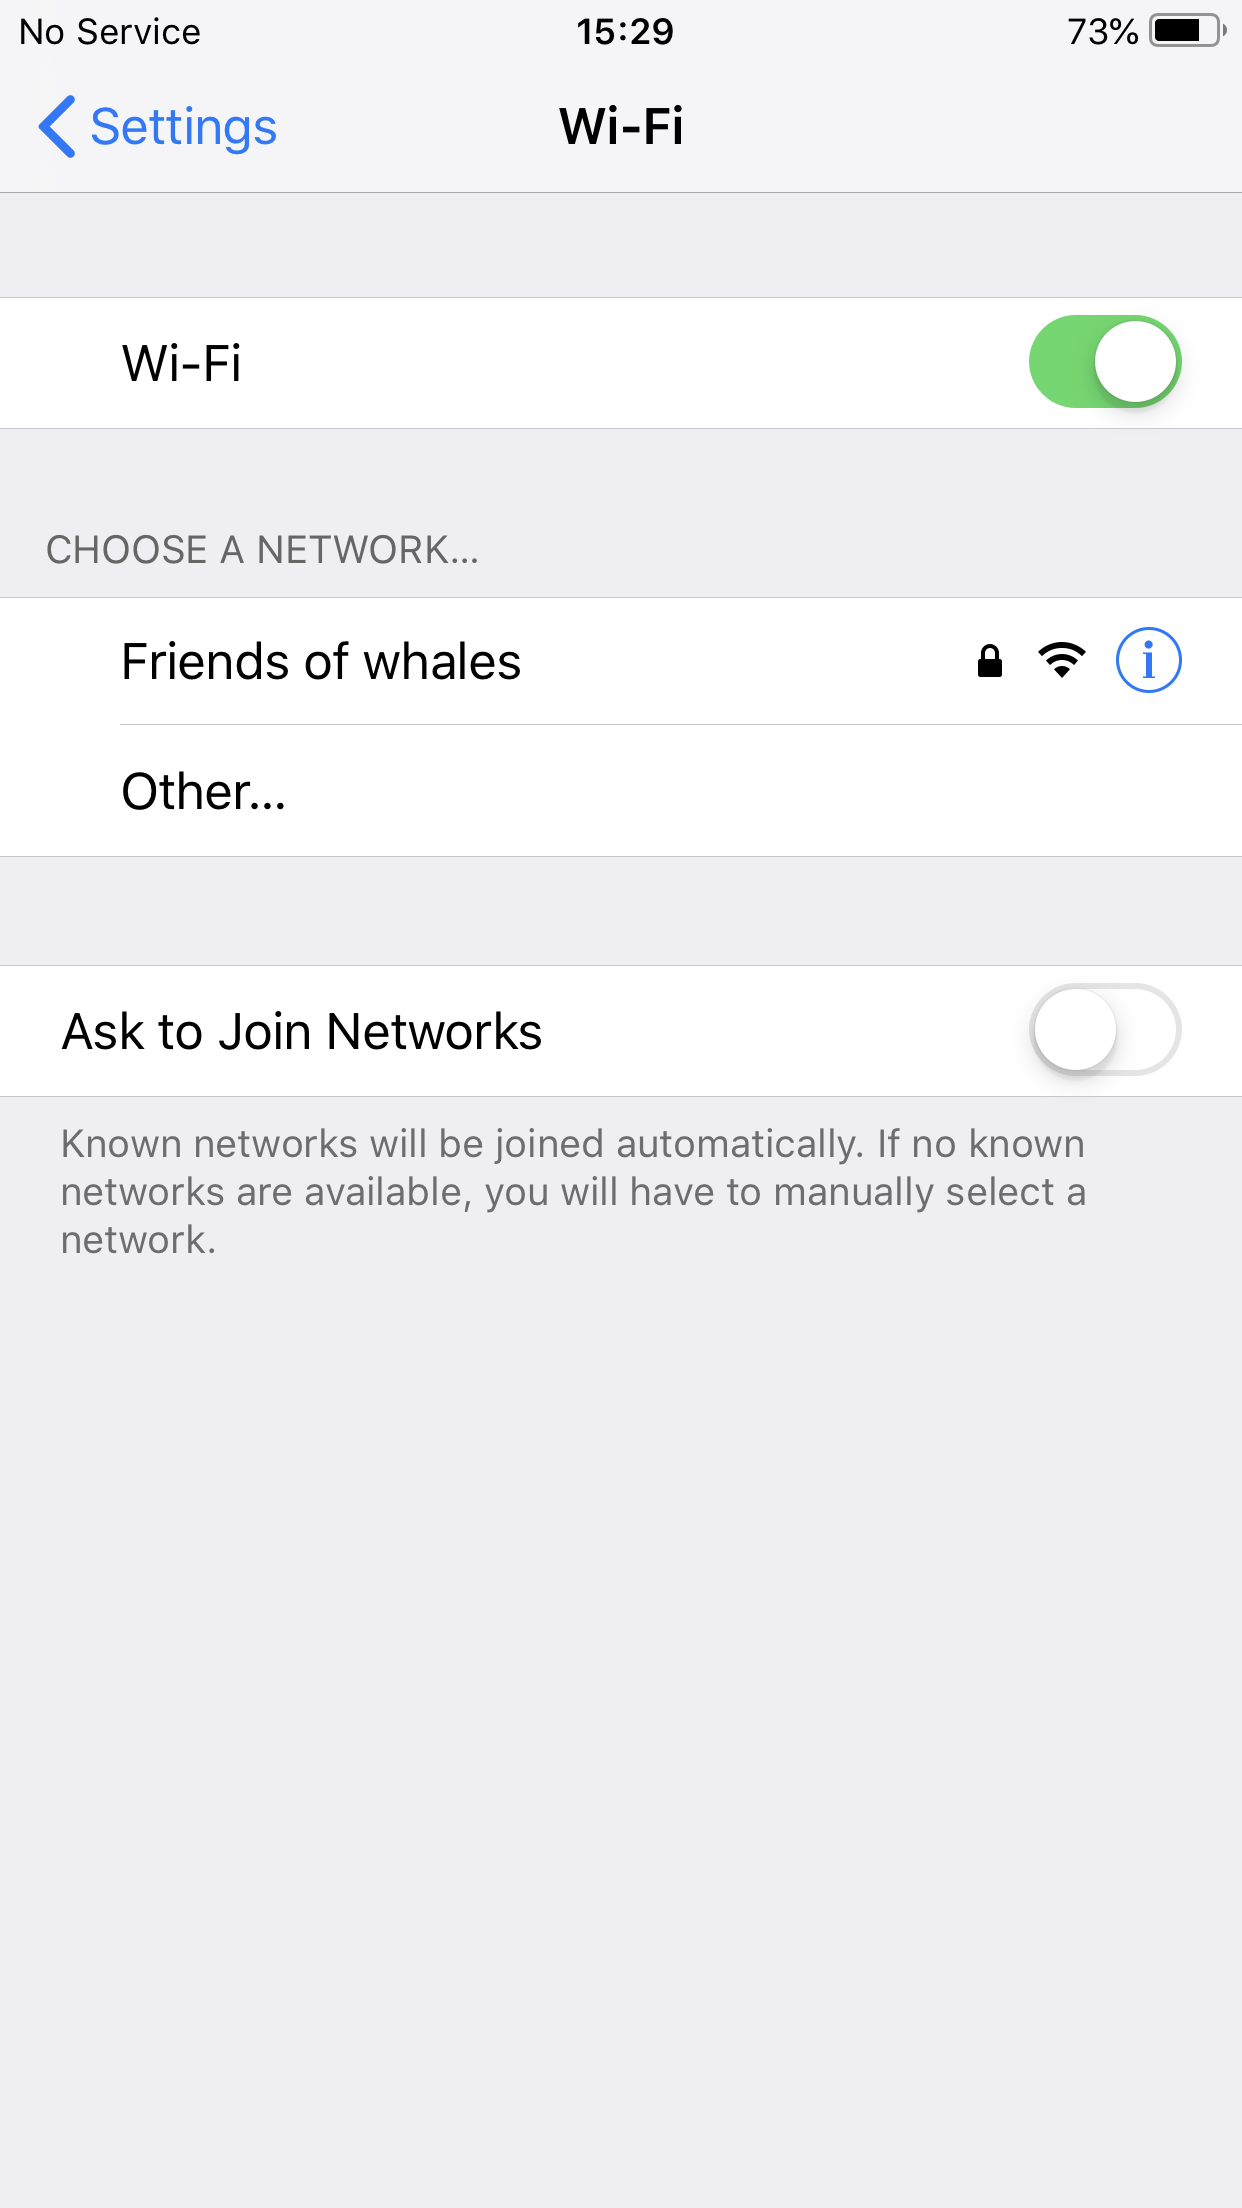 No Service 15:29 73%
Settings Wi-Fi
Wi-Fi
CHOOSE A NETWORK...
Friends of whales
Other...
Ask to Join Networks
Known networks will be joined automatically. If no known
networks are available, you will have to manually select a
network.